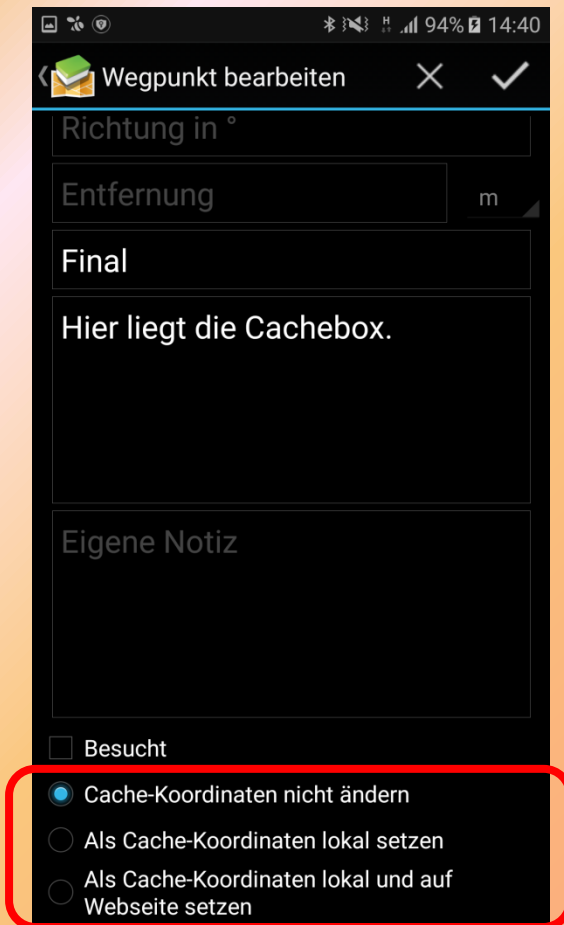 94% 14:40
Wegpunkt bearbeiten
Richtung in °
Entfernung
m
Final
Hier liegt die Cachebox.
Eigene Notiz
Besucht
Cache-Koordinaten nicht ändern
Als Cache-Koordinaten lokal setzen
Als Cache-Koordinaten lokal und auf
Webseite setzen